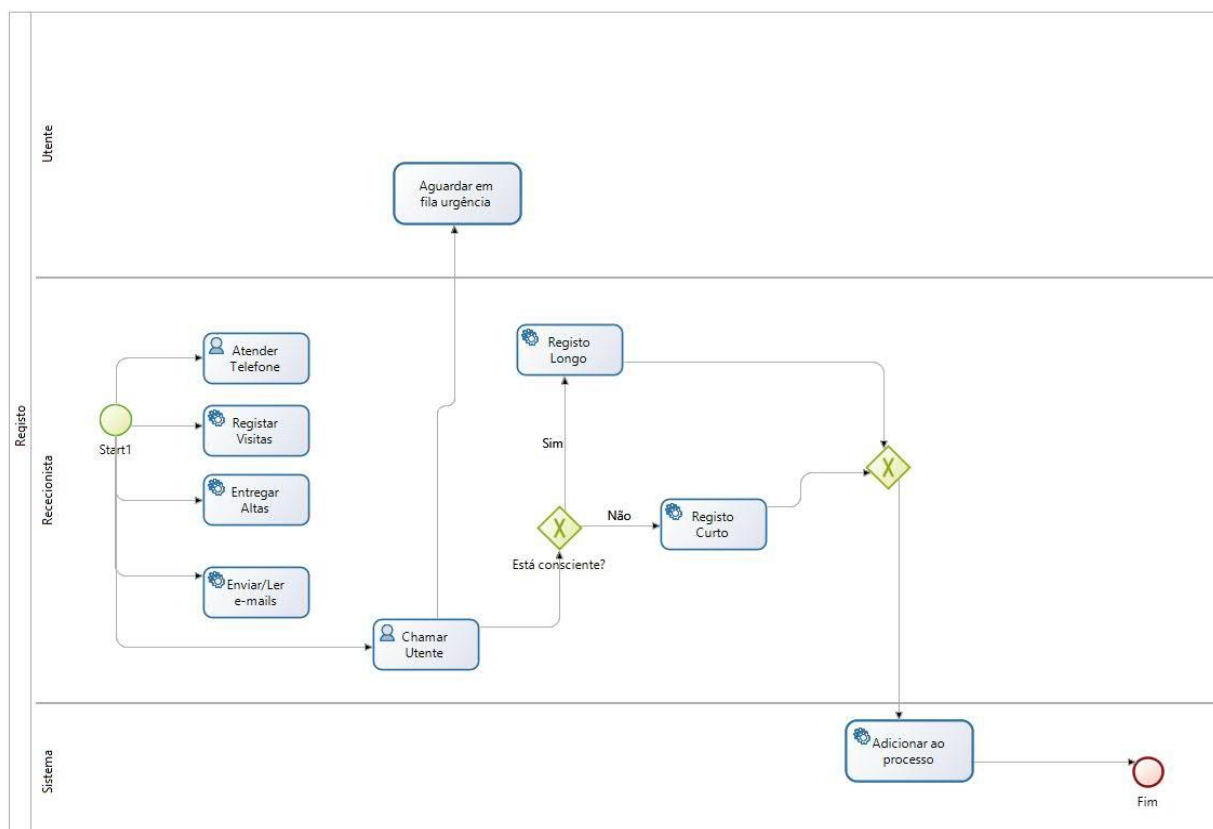 Registo
Utente
Aguardar em
fila urgência
Rececionista
Start1
Atender
Telefone
Registar
Visitas
Entregar
Altas
Enviar/Ler
e-mails
Chamar
Utente
Está consciente?
Sim
Não
Registo
Longo
Registo
Curto
Sistema
Adicionar ao
processo
Fim